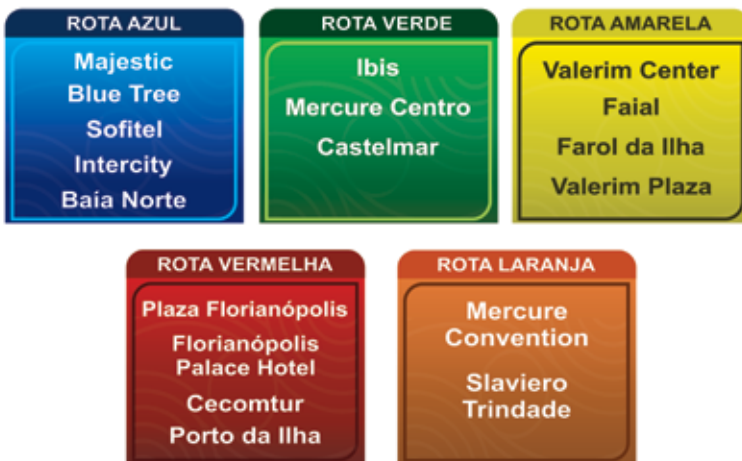 ROTA AZUL
Majestic
Blue Tree
Sofitel
Intercity
Baía Norte
ROTA VERDE
Ibis
Mercure Centro
Castelmar
ROTA AMARELA
Valerim Center
Faial
Farol da Ilha
Valerim Plaza
ROTA VERMELHA
Plaza Florianópolis
Florianópolis
Palace Hotel
Cecomtur
Porto da Ilha
ROTA LARANJA
Mercure
Convention
Slaviero
Trindade